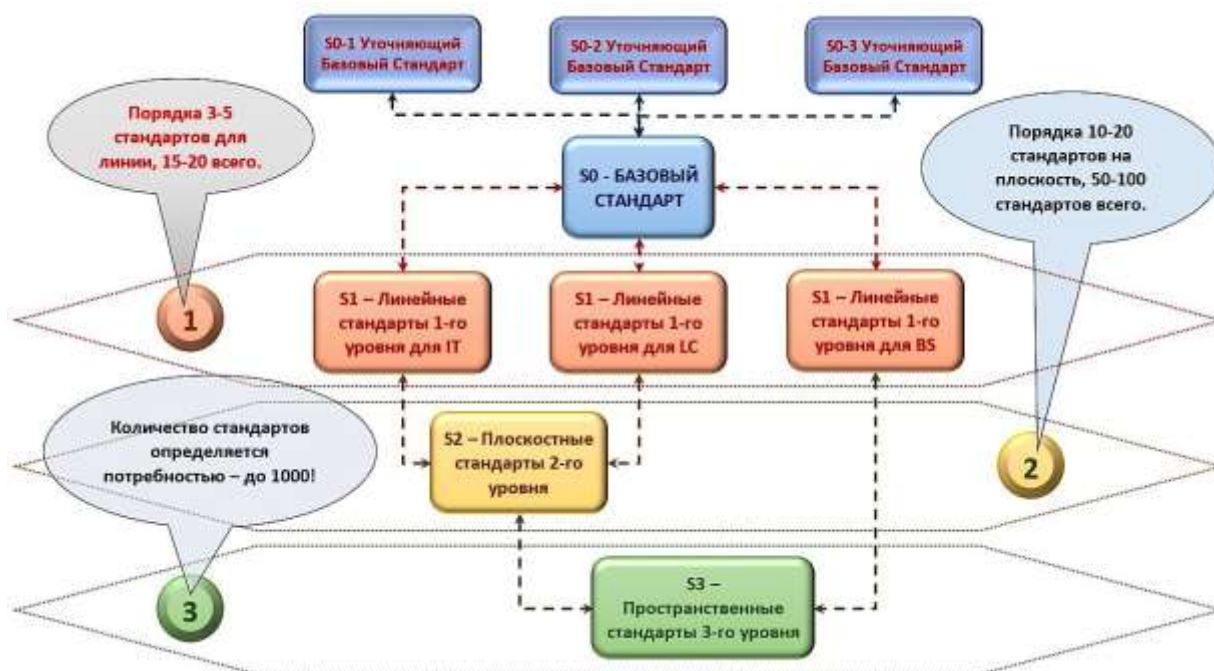 S0-1 Уточняющий
Базовый Стандарт
S0-2 Уточняющий
Базовый Стандарт
S0-3 Уточняющий
Базовый Стандарт
Порядка 3-5
стандартов для
линии, 15-20 всего.
Порядка 10-20
стандартов на
плоскость, 50-100
стандартов всего.
S0 - БАЗОВЫЙ
СТАНДАРТ
1
S1 – Линейные
стандарты 1-го
уровня для IT
S1 – Линейные
стандарты 1-го
уровня для LC
S1 – Линейные
стандарты 1-го
уровня для BS
Количество стандартов
определяется
потребностью – до 1000!
S2 – Плоскостные
стандарты 2-го
уровня
2
3
S3 –
Пространственные
стандарты 3-го уровня